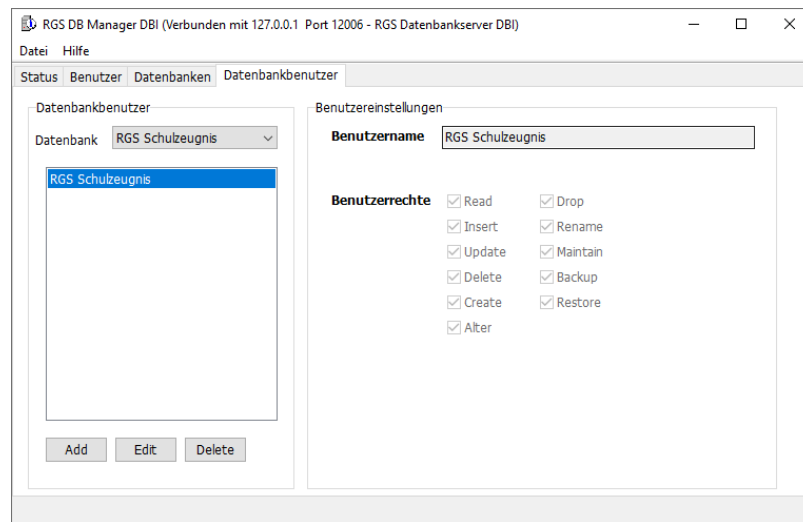 RGS DB Manager DBI (Verbunden mit 127.0.0.1  Port 12006 - RGS Datenbankserver DBI)
Datei Hilfe
Status Benutzer Datenbanken Datenbankbenutzer
Datenbankbenutzer
Datenbank RGS Schulzeugnis
RGS Schulzeugnis
Add Edit Delete
Benutzereinstellungen
Benutzername RGS Schulzeugnis
Benutzerrechte Read Drop
Insert Rename
Update Maintain
Delete Backup
Create Restore
Alter